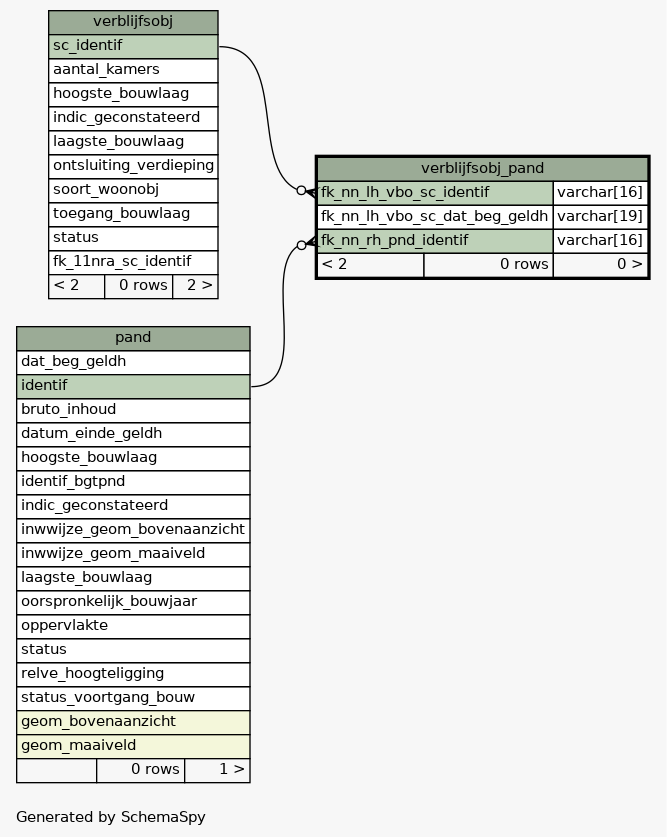 verblijfsobj
sc_identif
aantal_kamers
hoogste_bouwlaag
indic_geconstateerd
laagste_bouwlaag
ontsluiting_verdieping
soort_woonobj
toegang_bouwlaag
status
fk_11nra_sc_identif
< 2 0 rows 2 >
verblijfsobj_pand
fk_nn_lh_vbo_sc_identif varchar[16]
fk_nn_lh_vbo_sc_dat_beg_geldh varchar[19]
fk_nn_rh_pnd_identif varchar[16]
< 2 0 rows 0 >
pand
dat_beg_geldh
identif
bruto_inhoud
datum_einde_geldh
hoogste_bouwlaag
identif_bgtpnd
indic_geconstateerd
inwwijze_geom_bovenaanzicht
inwwijze_geom_maaiveld
laagste_bouwlaag
oorspronkelijk_bouwjaar
oppervlakte
status
relve_hoogteligging
status_voortgang_bouw
geom_bovenaanzicht
geom_maaiveld
0 rows 1 >
Generated by SchemaSpy